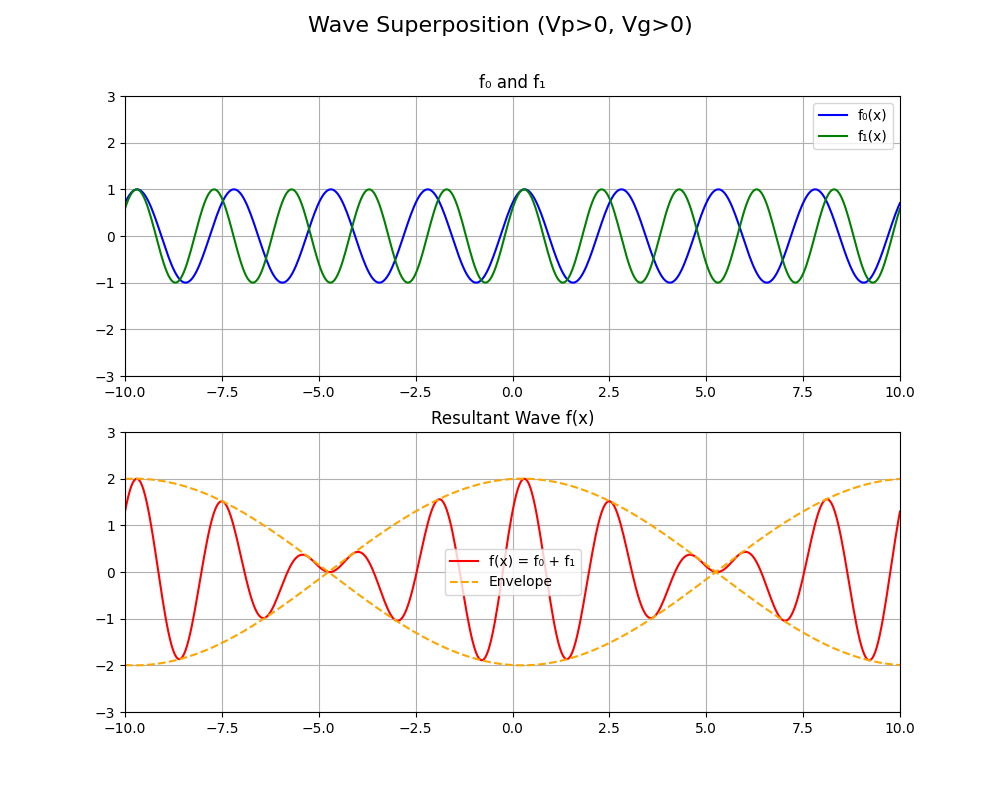 Wave Superposition (Vp>0, Vg>0)
f₀ and f₁
3
2
1
0
−1
−2
−3
f₀(x)
f₁(x)
−10.0 −7.5 −5.0 −2.5 0.0 2.5 5.0 7.5 10.0
Resultant Wave f(x)
3
2
1
0
−1
−2
−3
f(x) = f₀ + f₁
Envelope
−10.0 −7.5 −5.0 −2.5 0.0 2.5 5.0 7.5 10.0